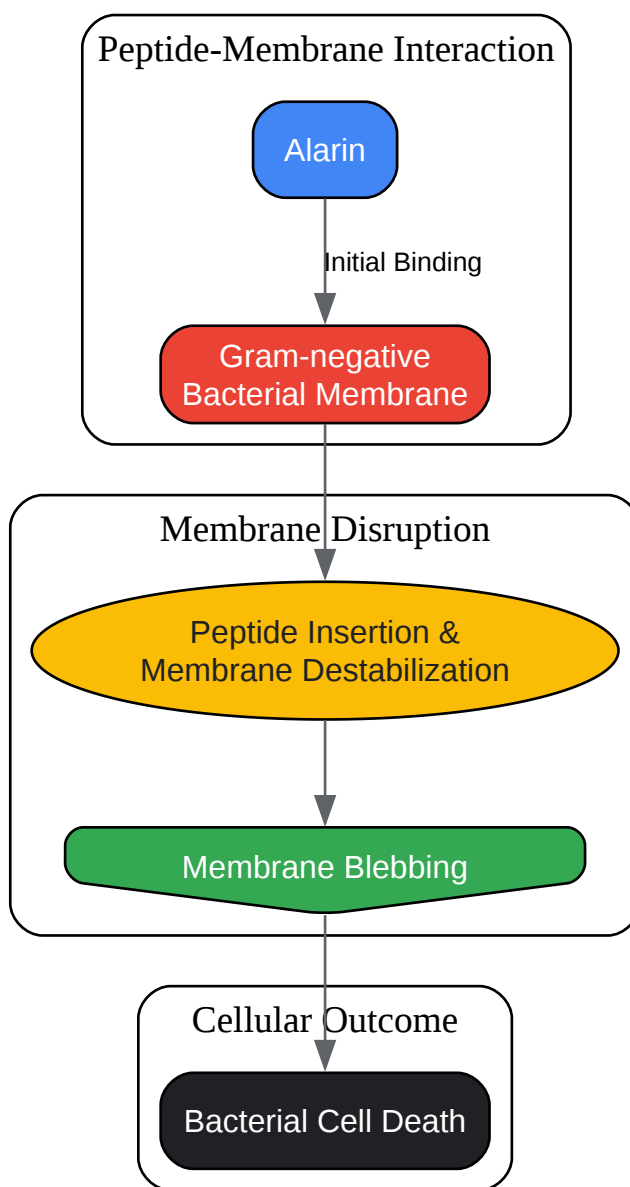 Peptide-Membrane Interaction
Alarin
Initial Binding
Gram-negative
Bacterial Membrane
Membrane Disruption
Peptide Insertion &
Membrane Destabilization
Membrane Blebbing
Cellular Outcome
Bacterial Cell Death